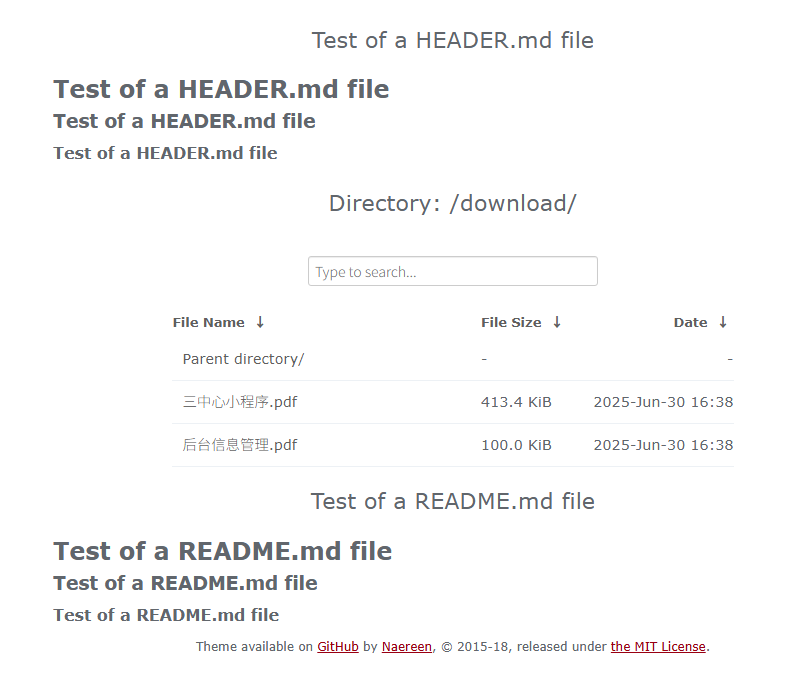 Test of a HEADER.md file
Test of a HEADER.md file
Test of a HEADER.md file
Test of a HEADER.md file
Directory: /download/
Type to search...
File Name ↓ File Size ↓ Date ↓
Parent directory/ - -
三中心小程序.pdf 413.4 KiB 2025-Jun-30 16:38
后台信息管理.pdf 100.0 KiB 2025-Jun-30 16:38
Test of a README.md file
Test of a README.md file
Test of a README.md file
Test of a README.md file
Theme available on GitHub by Naereen, © 2015-18, released under the MIT License.